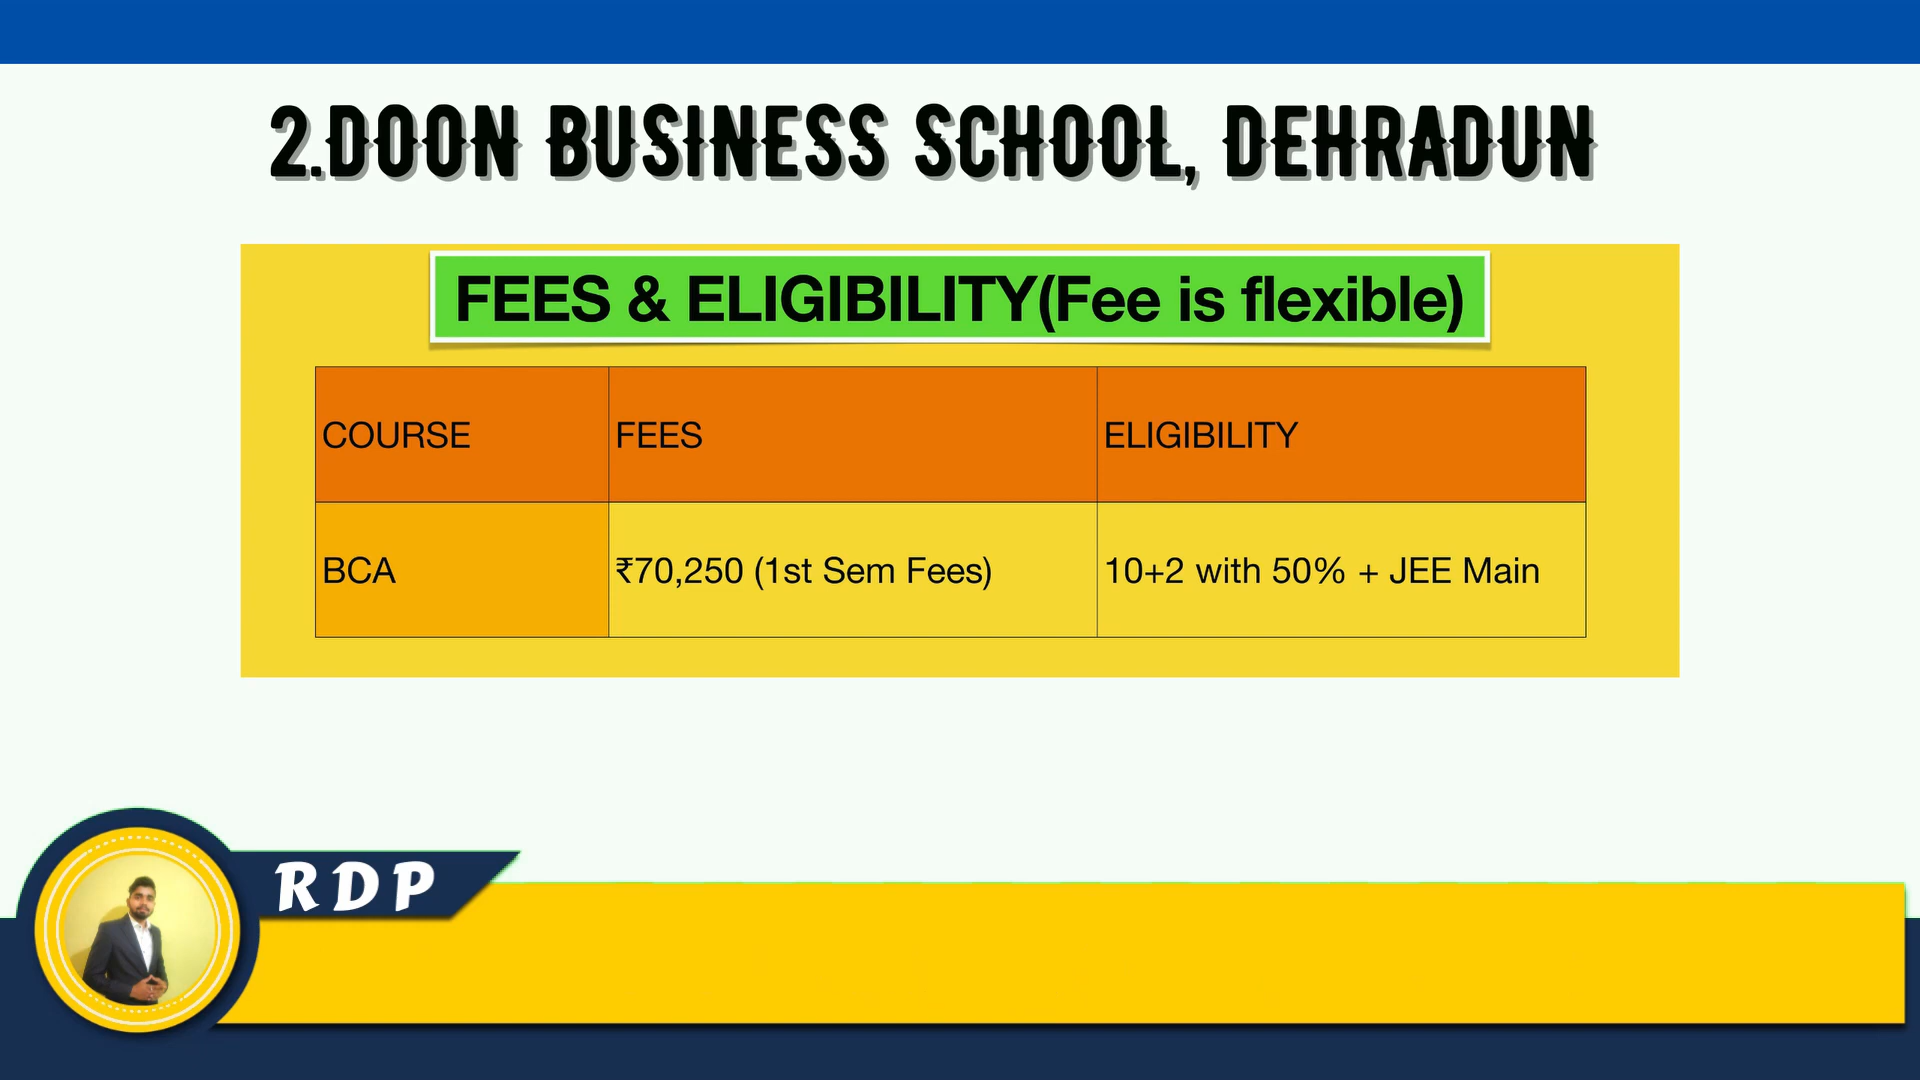 2.DOON BUSINESS SCHOOL, DEHRADUN
FEES & ELIGIBILITY(Fee is flexible)
COURSE FEES ELIGIBILITY
BCA ₹70,250 (1st Sem Fees) 10+2 with 50% + JEE Main
RDP